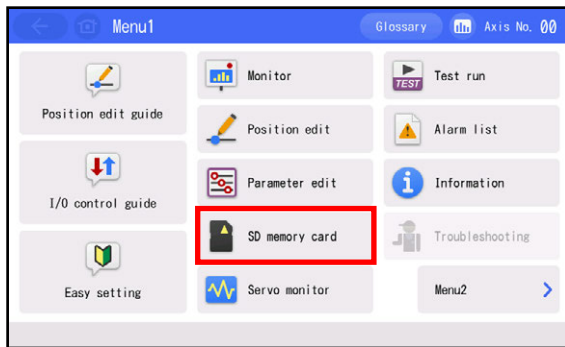 Menu1
Glossary
Axis No. 00
Position edit guide
I/O control guide
Easy setting
Monitor
Position edit
Parameter edit
SD memory card
Servo monitor
TEST
Test run
Alarm list
Information
Troubleshooting
Menu2